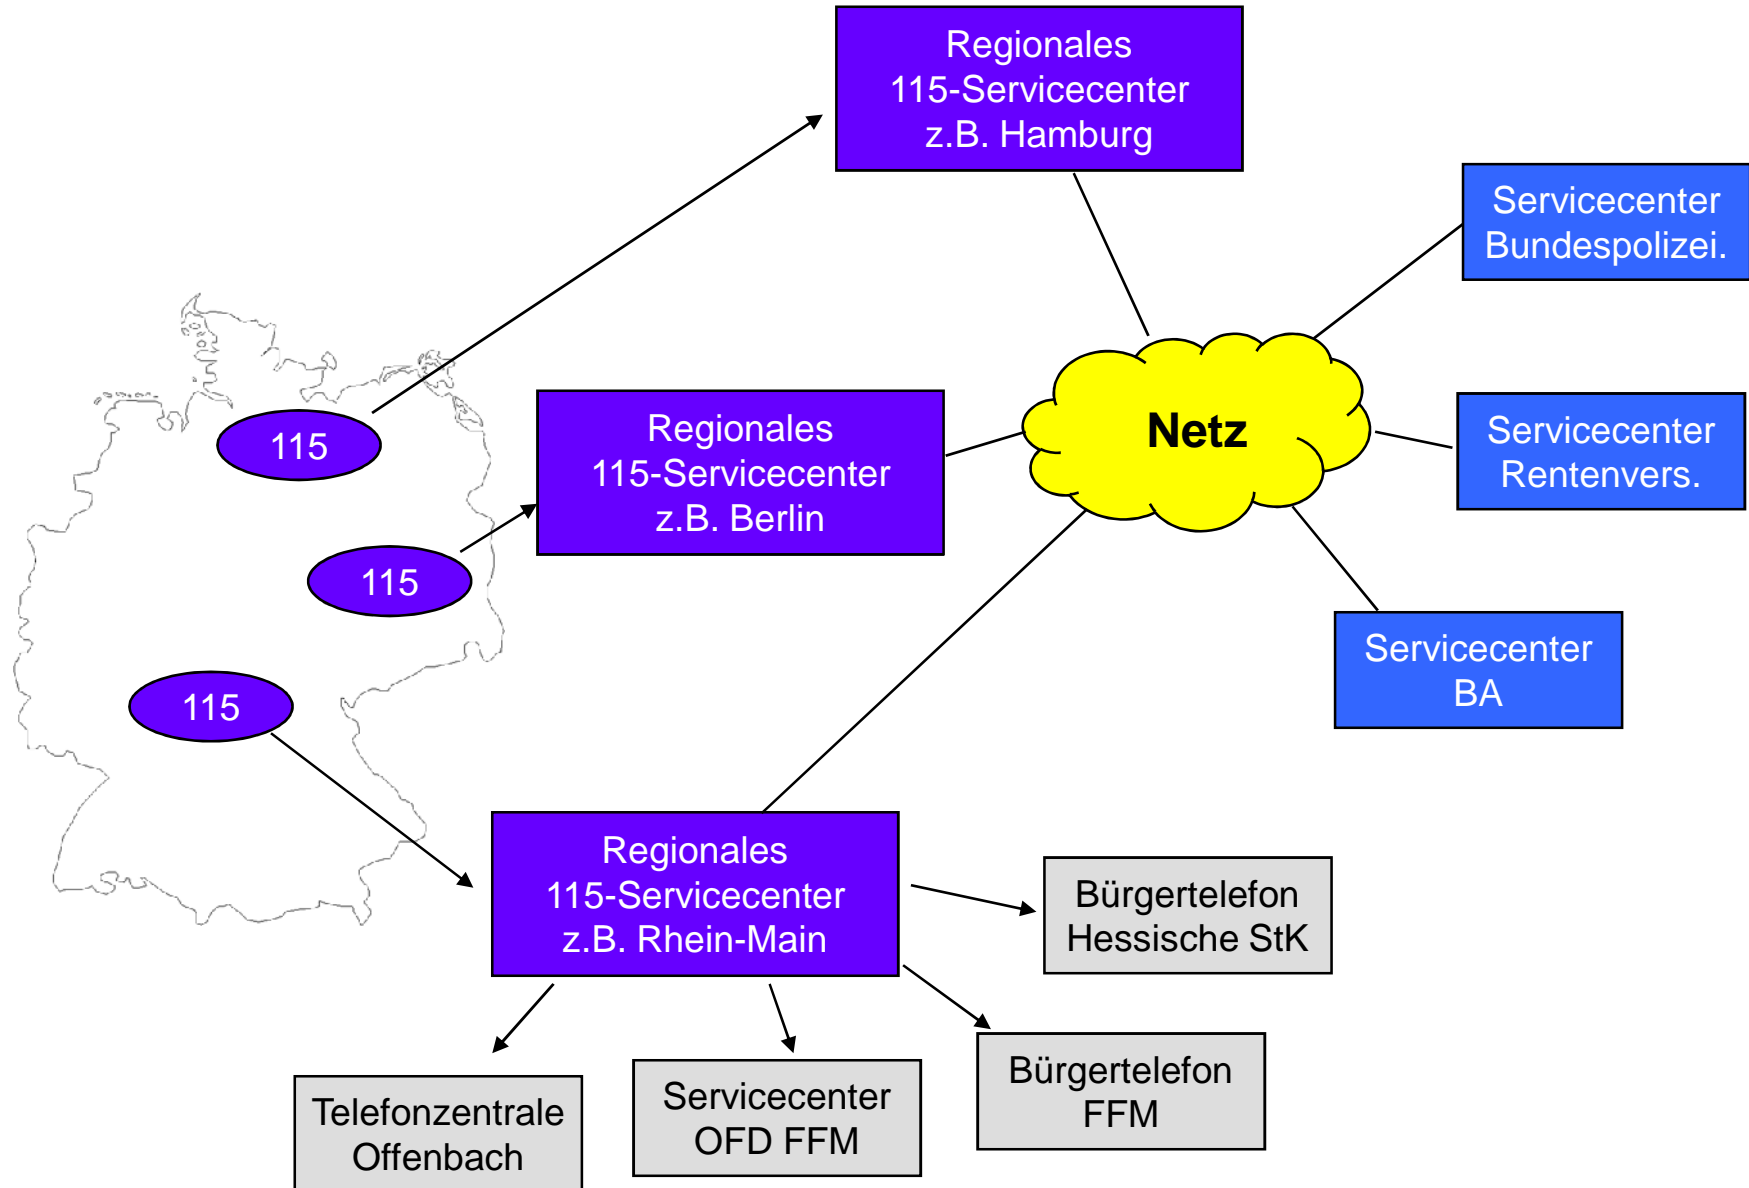 Regionales
115-Servicecenter
z.B. Hamburg
Servicecenter
Bundespolizei.
115
Regionales
115-Servicecenter
z.B. Berlin
Netz
Servicecenter
Rentenvers.
115
Servicecenter
BA
115
Regionales
115-Servicecenter
z.B. Rhein-Main
Bürgertelefon
Hessische StK
Telefonzentrale
Offenbach
Servicecenter
OFD FFM
Bürgertelefon
FFM